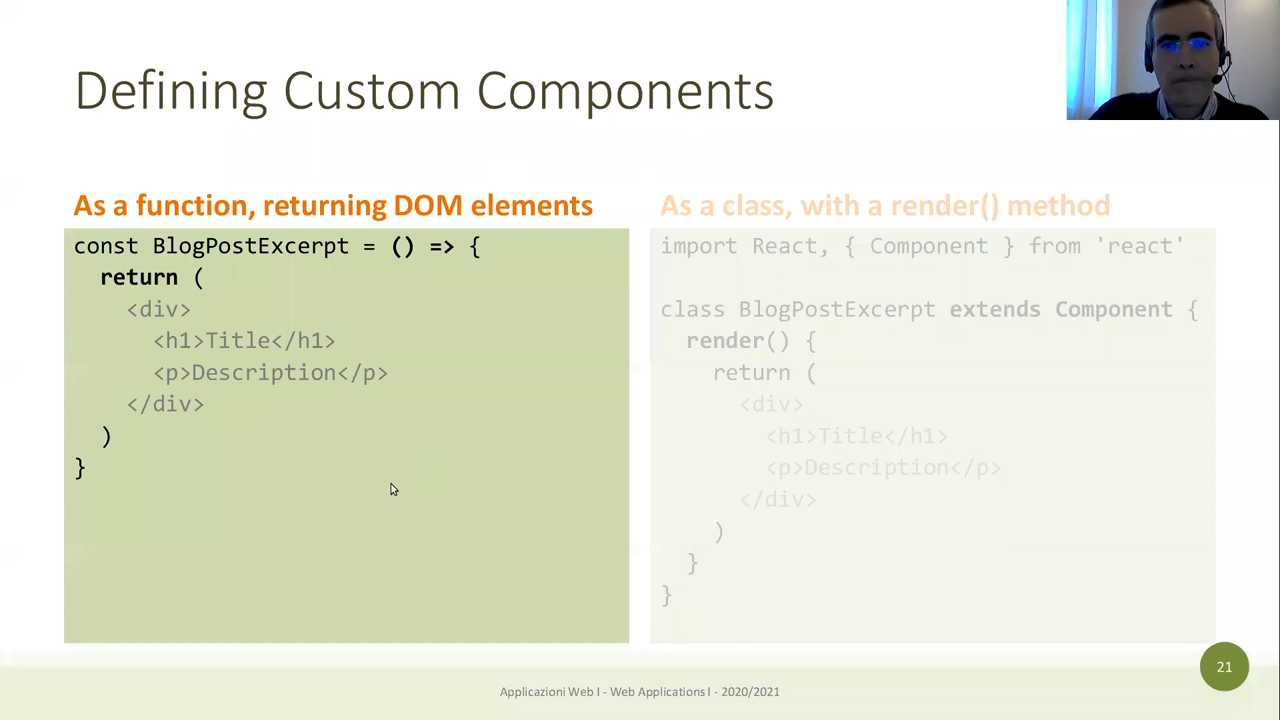 Defining Custom Components
As a function, returning DOM elements
const BlogPostExcerpt = () => {
  return (
    <div>
      <h1>Title</h1>
      <p>Description</p>
    </div>
  )
}
As a class, with a render() method
import React, { Component } from 'react'
class BlogPostExcerpt extends Component {
  render() {
    return (
      <div>
        <h1>Title</h1>
        <p>Description</p>
      </div>
    )
  }
}
21
Applicazioni Web I - Web Applications I - 2020/2021